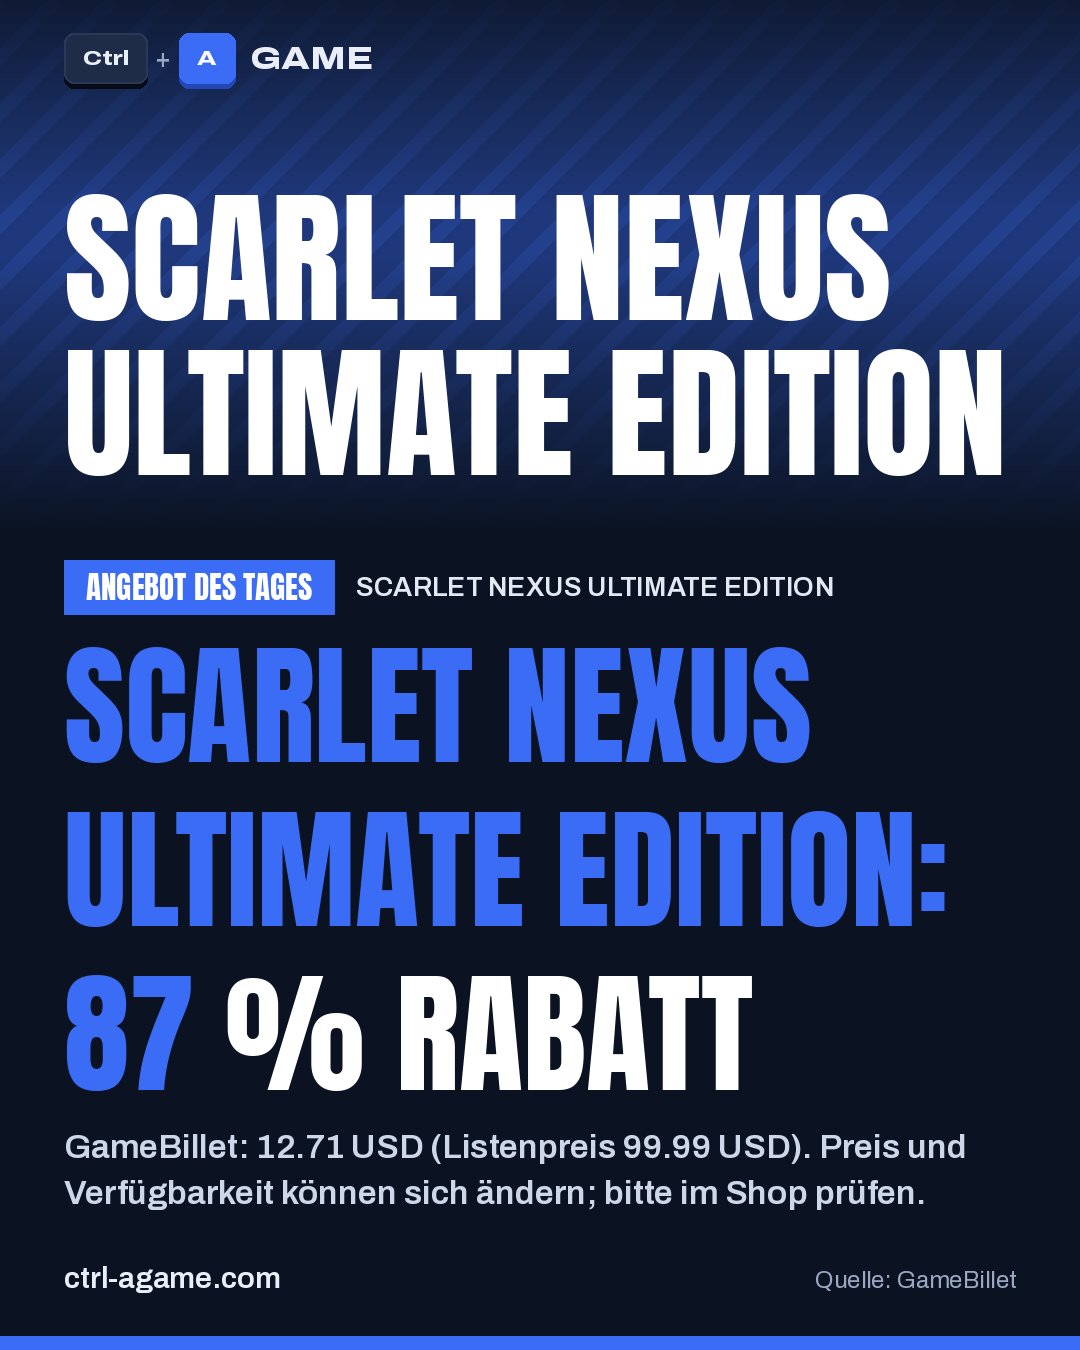 Ctrl + A GAME
SCARLET NEXUS
ULTIMATE EDITION
ANGEBOT DES TAGES SCARLET NEXUS ULTIMATE EDITION
SCARLET NEXUS
ULTIMATE EDITION:
87 % RABATT
GameBillet: 12.71 USD (Listenpreis 99.99 USD). Preis und
Verfügbarkeit können sich ändern; bitte im Shop prüfen.
ctrl-agame.com Quelle: GameBillet